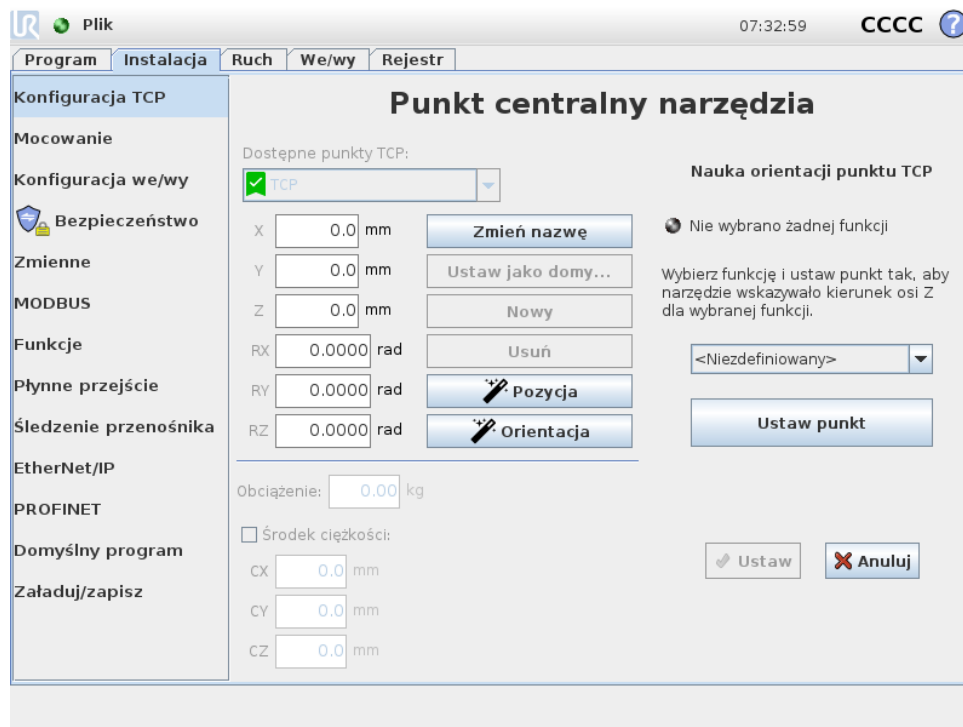 UR Plik 07:32:59 CCCC ?
Program Instalacja Ruch We/wy Rejestr
Konfiguracja TCP
Mocowanie
Konfiguracja we/wy
Bezpieczeństwo
Zmienne
MODBUS
Funkcje
Płynne przejście
Śledzenie przenośnika
EtherNet/IP
PROFINET
Domyślny program
Załaduj/zapisz
Punkt centralny narzędzia
Dostępne punkty TCP:
TCP
X 0.0 mm Zmień nazwę
Y 0.0 mm Ustaw jako domy...
Z 0.0 mm Nowy
RX 0.0000 rad Usuń
RY 0.0000 rad Pozycja
RZ 0.0000 rad Orientacja
Obciążenie: 0.00 kg
Środek ciężkości:
CX 0.0 mm
CY 0.0 mm
CZ 0.0 mm
Nauka orientacji punktu TCP
Nie wybrano żadnej funkcji
Wybierz funkcję i ustaw punkt tak, aby
narzędzie wskazywało kierunek osi Z
dla wybranej funkcji.
<Niezdefiniowany>
Ustaw punkt
Ustaw Anuluj